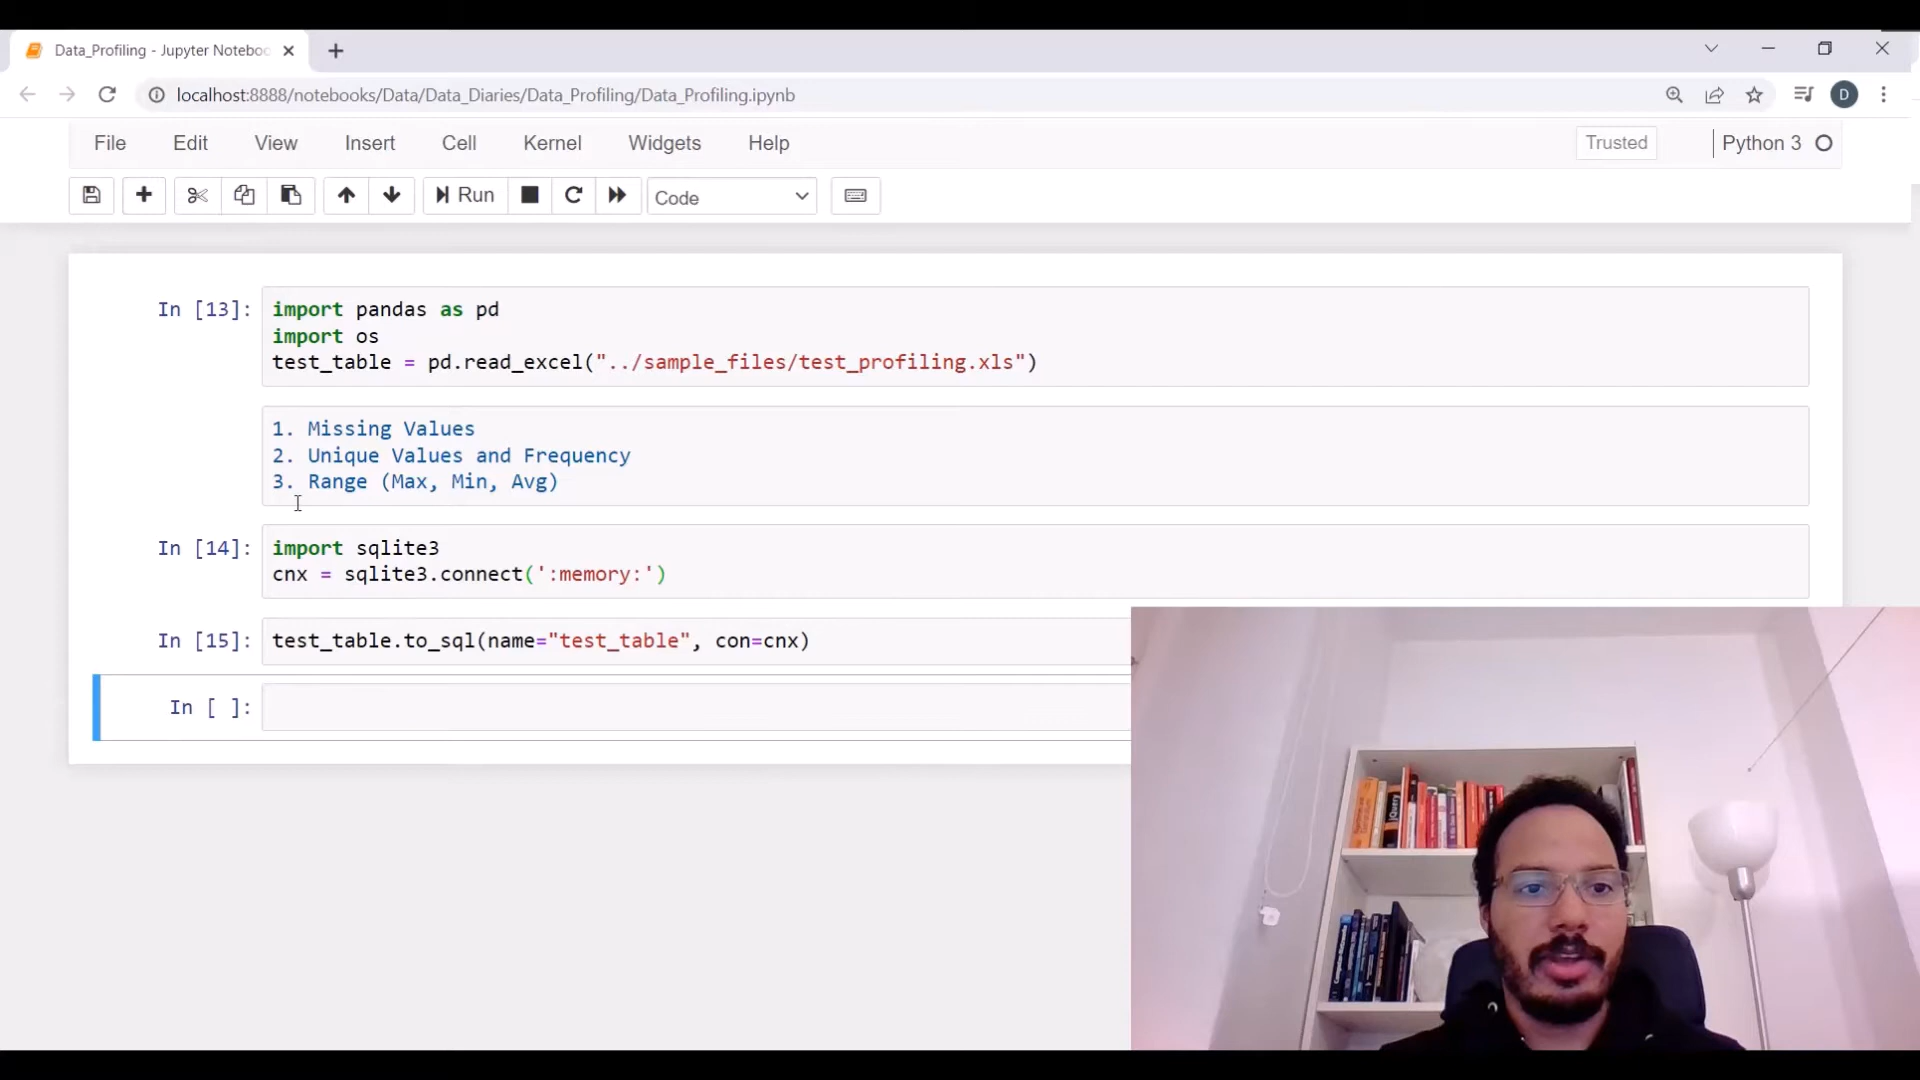 Data_Profiling - Jupyter Noteboo
localhost:8888/notebooks/Data/Data_Diaries/Data_Profiling/Data_Profiling.ipynb
D
File Edit View Insert Cell Kernel Widgets Help
Trusted
Python 3
Run
Code
In [13]:
import pandas as pd
import os
test_table = pd.read_excel("../sample_files/test_profiling.xls")
1. Missing Values
2. Unique Values and Frequency
3. Range (Max, Min, Avg)
In [14]:
import sqlite3
cnx = sqlite3.connect(':memory:')
In [15]:
test_table.to_sql(name="test_table", con=cnx)
In [ ]:
jQuery